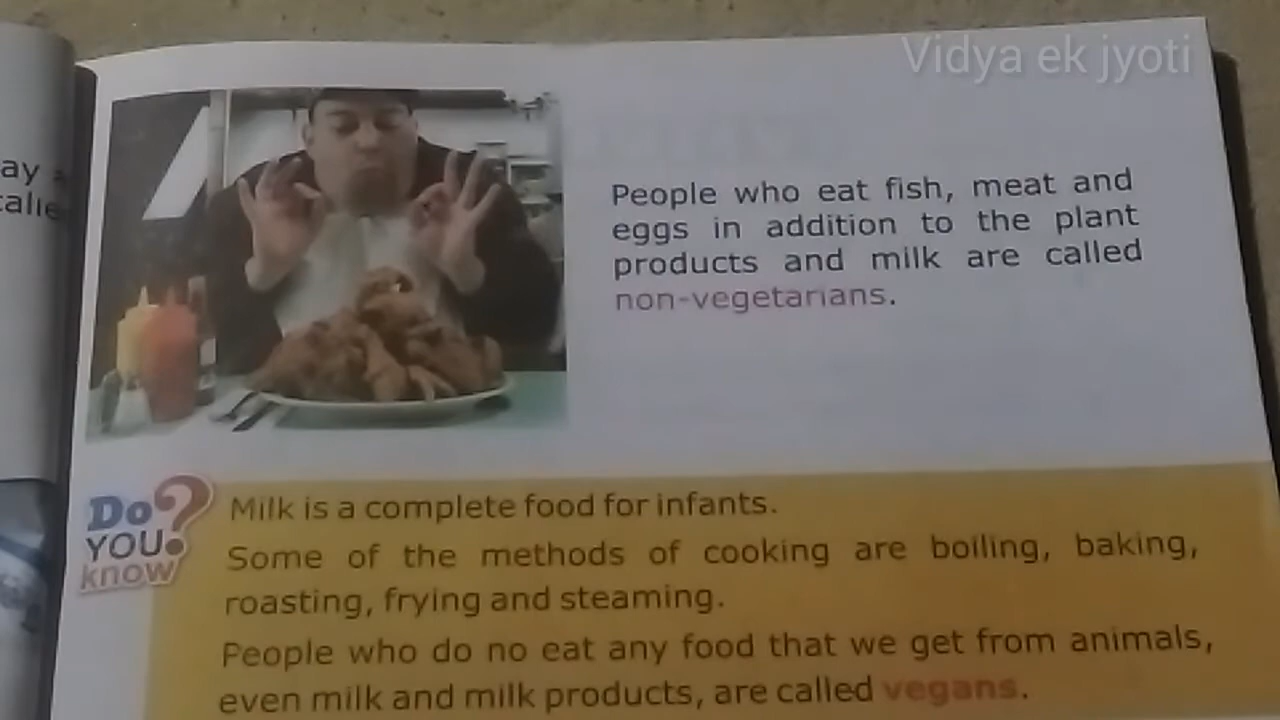 Vidya ek jyoti
ay
talie
People who eat fish, meat and
eggs in addition to the plant
products and milk are called
non-vegetarians.
Do YOU know?
Milk is a complete food for infants.
Some of the methods of cooking are boiling, baking,
roasting, frying and steaming.
People who do no eat any food that we get from animals,
even milk and milk products, are called vegans.